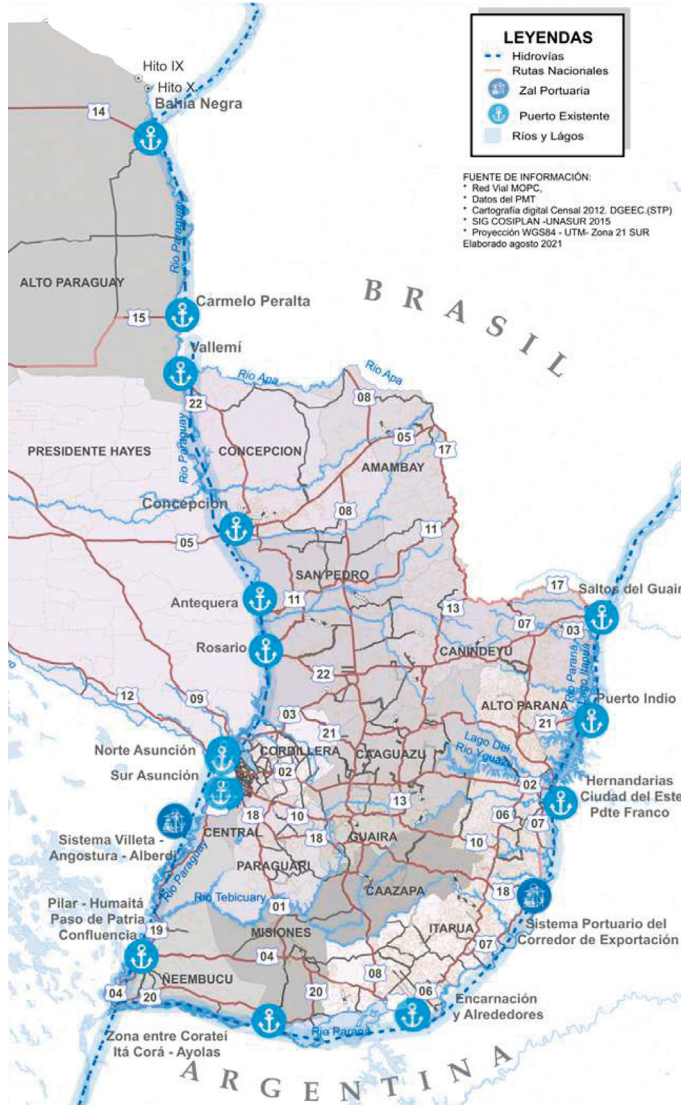 LEYENDAS
Hidrovías
Rutas Nacionales
Zal Portuaria
Puerto Existente
Ríos y Lágos
FUENTE DE INFORMACIÓN:
* Red Vial MOPC,
* Datos del PMT
* Cartografía digital Censal 2012. DGEEC.(STP)
* SIG COSIPLAN -UNASUR 2015
* Proyección WGS84 - UTM- Zona 21 SUR
Elaborado agosto 2021
Hito IX
Hito X
Bahía Negra
14
Río Paraguay
ALTO PARAGUAY
BRASIL
Carmelo Peralta
15
Vallemí
Río Apa
Río Apa
22
08
05
17
PRESIDENTE HAYES
Río Paraguay
CONCEPCION
AMAMBAY
Concepción
08
11
05
SAN PEDRO
Antequera
11
13
17
Saltos del Guair
07
03
Rosario
CANINDEYU
22
Río Paraná
Lago Itaipú
12
09
03
ALTO PARANA
Puerto Indio
21
21
Norte Asunción
CORDILLERA
CAAGUAZU
Lago Del
Río Yguazú
Sur Asunción
02
02
Hernandarias
Ciudad del Este
Pdte Franco
13
18
10
06
07
CENTRAL
18
GUAIRA
10
Sistema Villeta -
Angostura - Alberdi
Río Paraguay
PARAGUARI
CAAZAPA
18
Pilar - Humaitá
Paso de Patria
Confluencia
Río Tebicuary
01
Sistema Portuario del
Corredor de Exportación
19
MISIONES
ITAPUA
07
04
ÑEEMBUCU
08
04
20
20
06
Encarnación
y Alrededores
Río Paraná
Zona entre Corateí
Itá Corá - Ayolas
ARGENTINA